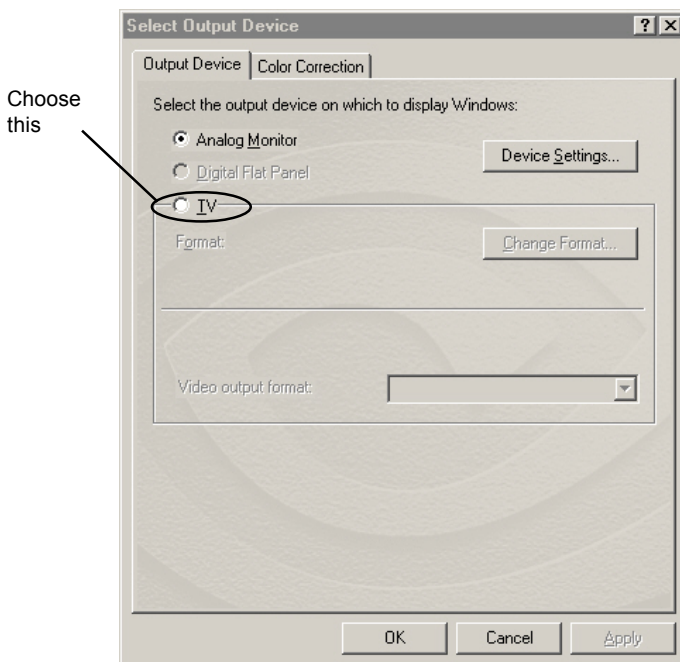 Select Output Device
Output Device
Color Correction
Choose
this
Select the output device on which to display Windows:
Analog Monitor
Device Settings...
Digital Flat Panel
TV
Format:
Change Format...
Video output format:
OK
Cancel
Apply